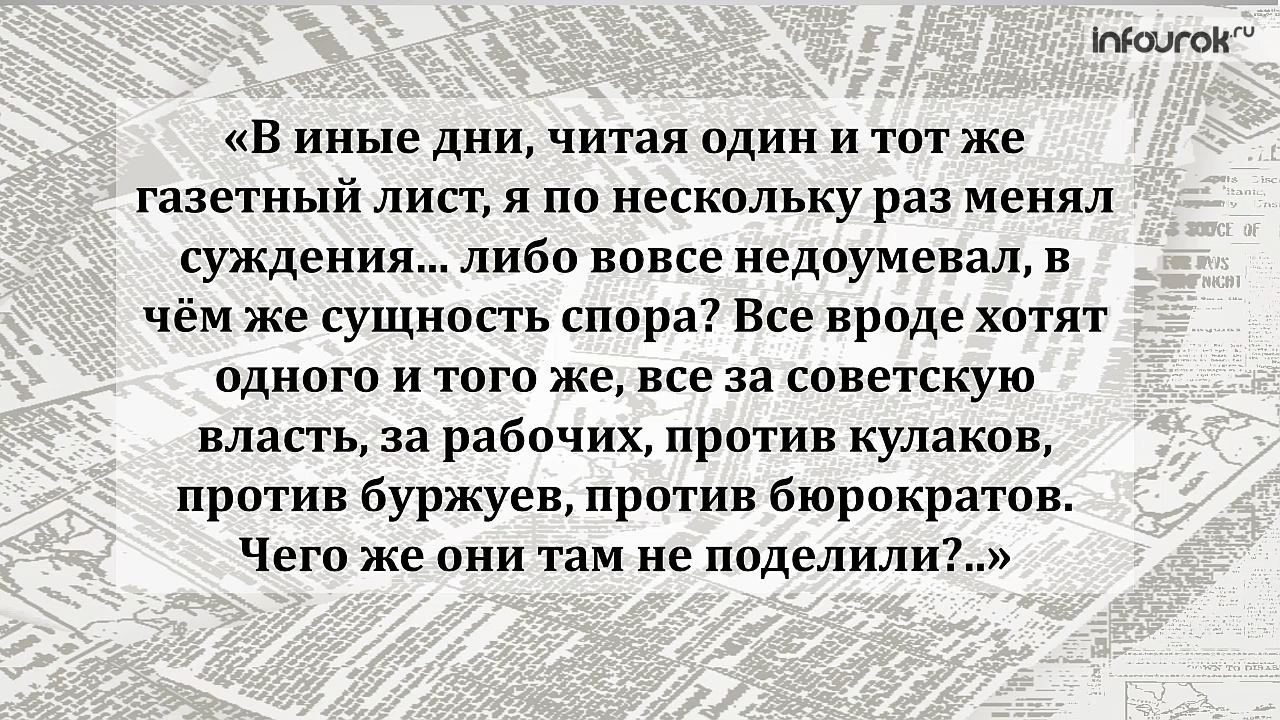 infourok.ru
«В иные дни, читая один и тот же
газетный лист, я по нескольку раз менял
суждения... либо вовсе недоумевал, в
чём же сущность спора? Все вроде хотят
одного и того же, все за советскую
власть, за рабочих, против кулаков,
против буржуев, против бюрократов.
Чего же они там не поделили?..»